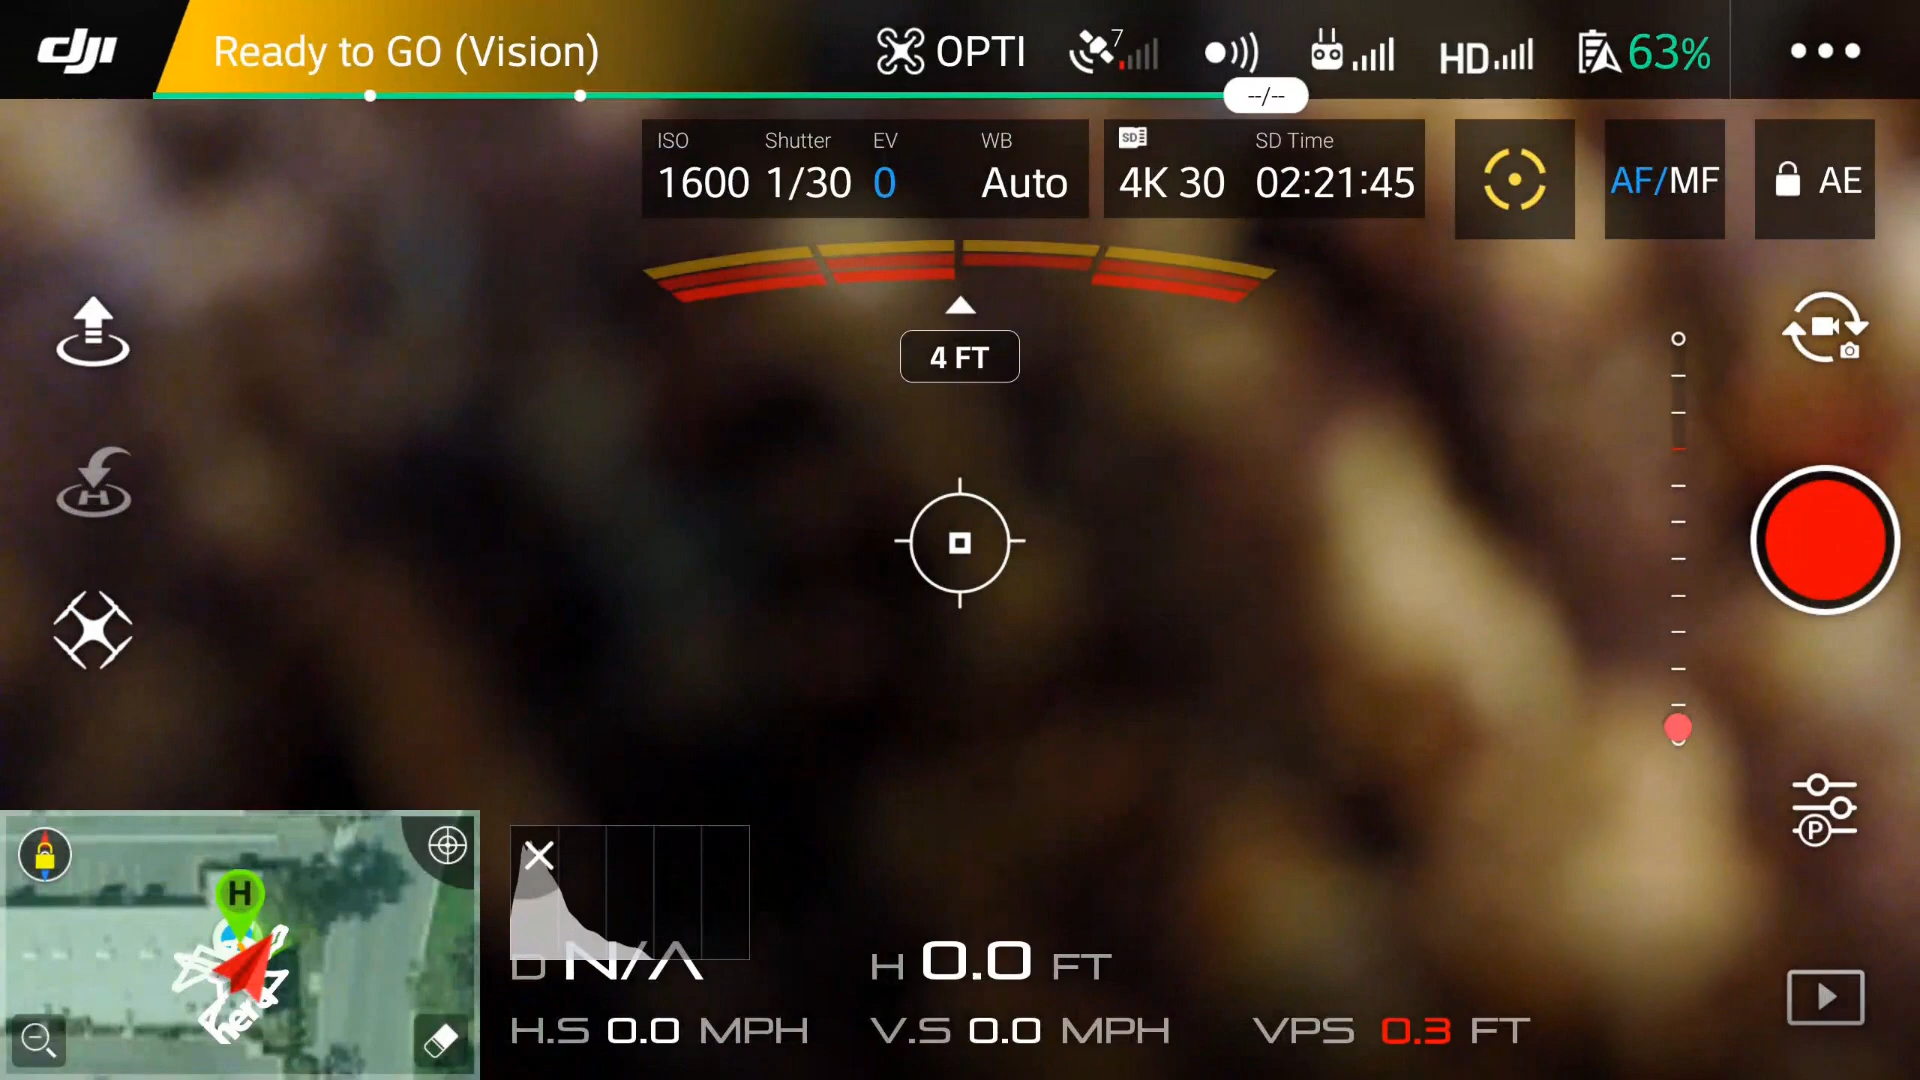 dji
Ready to GO (Vision)
OPTI
7
HD
63%
--/--
ISO
1600
Shutter
1/30
EV
0
WB
Auto
SD
4K 30
SD Time
02:21:45
AF/MF
AE
4 FT
H
P
H
D N/A
H 0.0 FT
H.S 0.0 MPH
V.S 0.0 MPH
VPS 0.3 FT